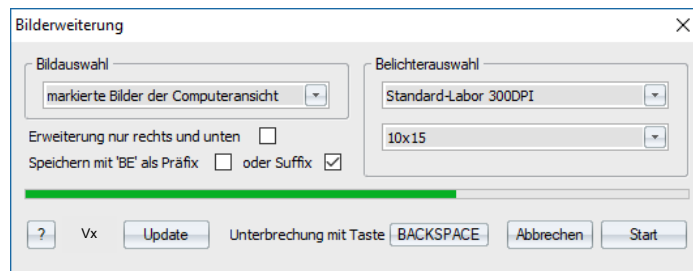 Bilderweiterung
Bildauswahl
markierte Bilder der Computeransicht
Belichterauswahl
Standard-Labor 300DPI
10x15
Erweiterung nur rechts und unten
Speichern mit 'BE' als Präfix oder Suffix
? Vx Update Unterbrechung mit Taste BACKSPACE Abbrechen Start